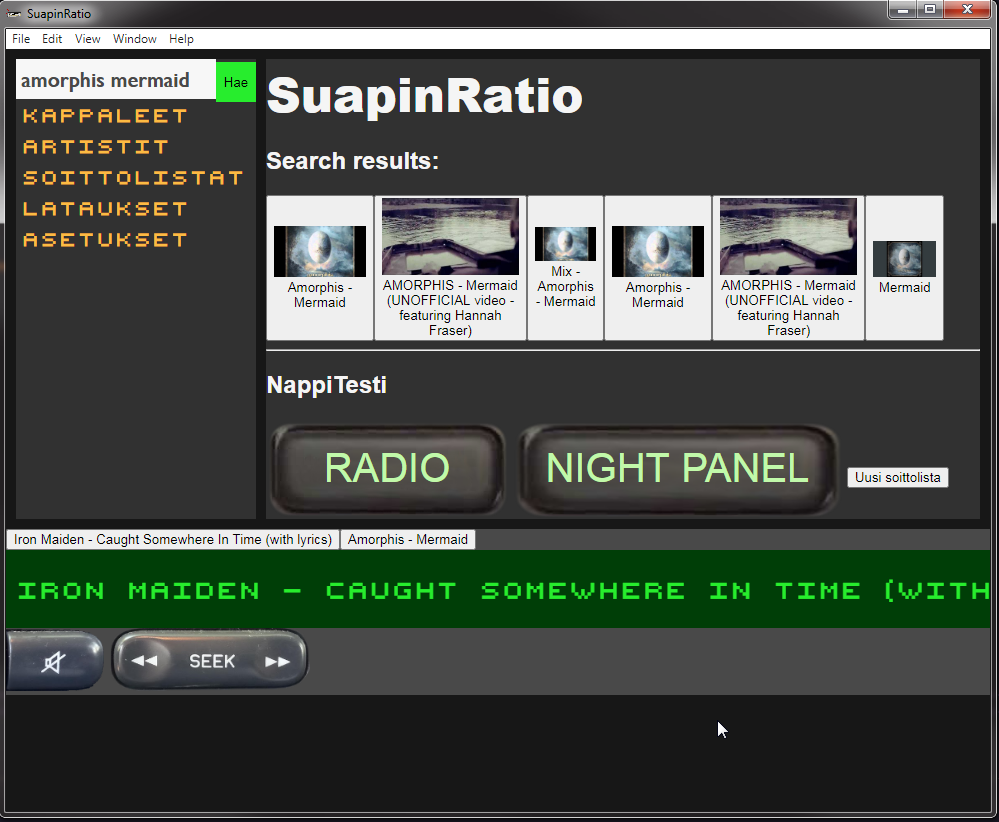 SuapinRatio
File Edit View Window Help
amorphis mermaid Hae
KAPPALEET
ARTISTIT
SOITTOLISTAT
LATAUKSET
ASETUKSET
SuapinRatio
Search results:
Amorphis -
Mermaid
AMORPHIS - Mermaid
(UNOFFICIAL video -
featuring Hannah
Fraser)
Mix -
Amorphis
- Mermaid
Amorphis -
Mermaid
AMORPHIS - Mermaid
(UNOFFICIAL video -
featuring Hannah
Fraser)
Mermaid
NappiTesti
RADIO NIGHT PANEL Uusi soittolista
Iron Maiden - Caught Somewhere In Time (with lyrics) Amorphis - Mermaid
IRON MAIDEN - CAUGHT SOMEWHERE IN TIME (WITH
SEEK